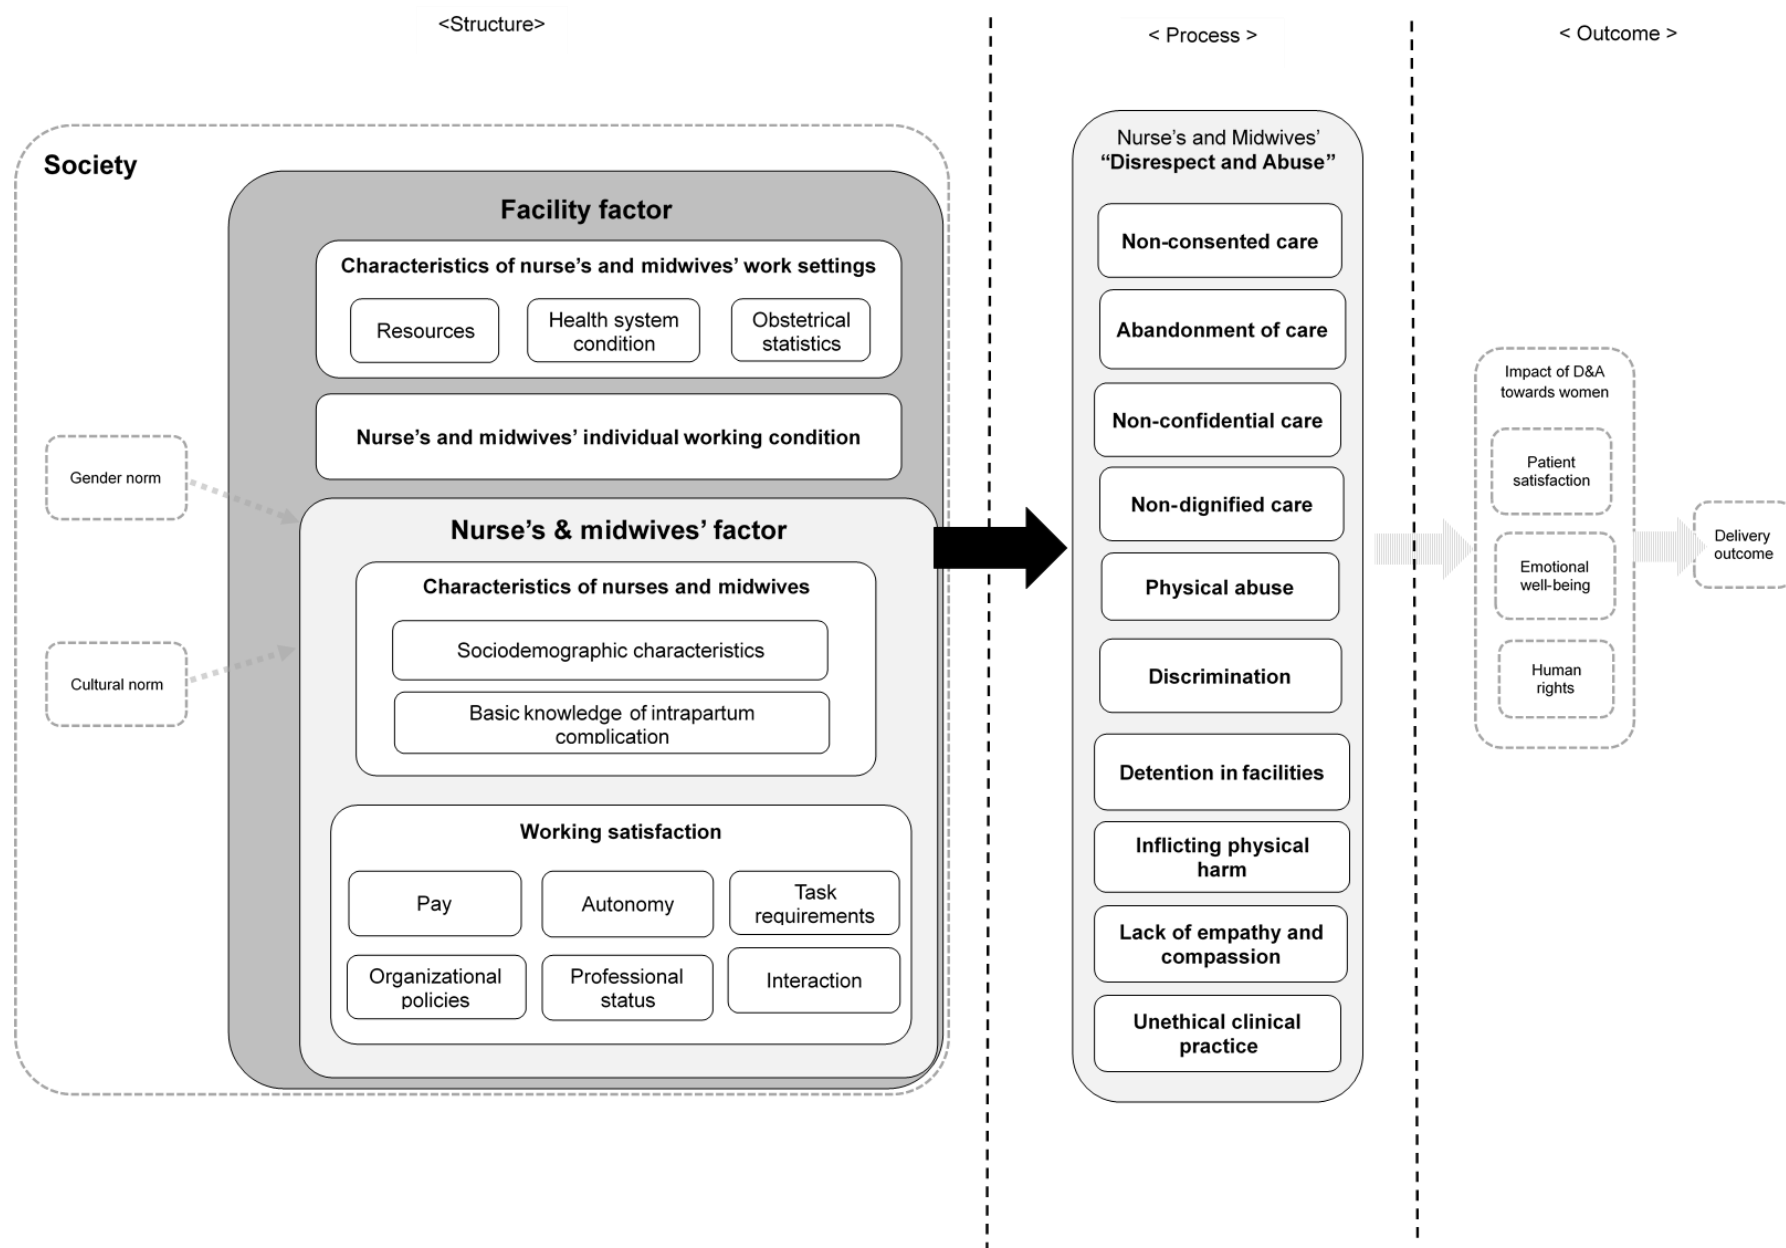 <Structure>
< Process >
< Outcome >
Society
Facility factor
Characteristics of nurse’s and midwives’ work settings
Resources
Health system
condition
Obstetrical
statistics
Nurse’s and midwives’ individual working condition
Gender norm
Cultural norm
Nurse’s & midwives’ factor
Characteristics of nurses and midwives
Sociodemographic characteristics
Basic knowledge of intrapartum
complication
Working satisfaction
Pay
Autonomy
Task
requirements
Organizational
policies
Professional
status
Interaction
Nurse’s and Midwives’
“Disrespect and Abuse”
Non-consented care
Abandonment of care
Non-confidential care
Non-dignified care
Physical abuse
Discrimination
Detention in facilities
Inflicting physical
harm
Lack of empathy and
compassion
Unethical clinical
practice
Impact of D&A
towards women
Patient
satisfaction
Emotional
well-being
Human
rights
Delivery
outcome